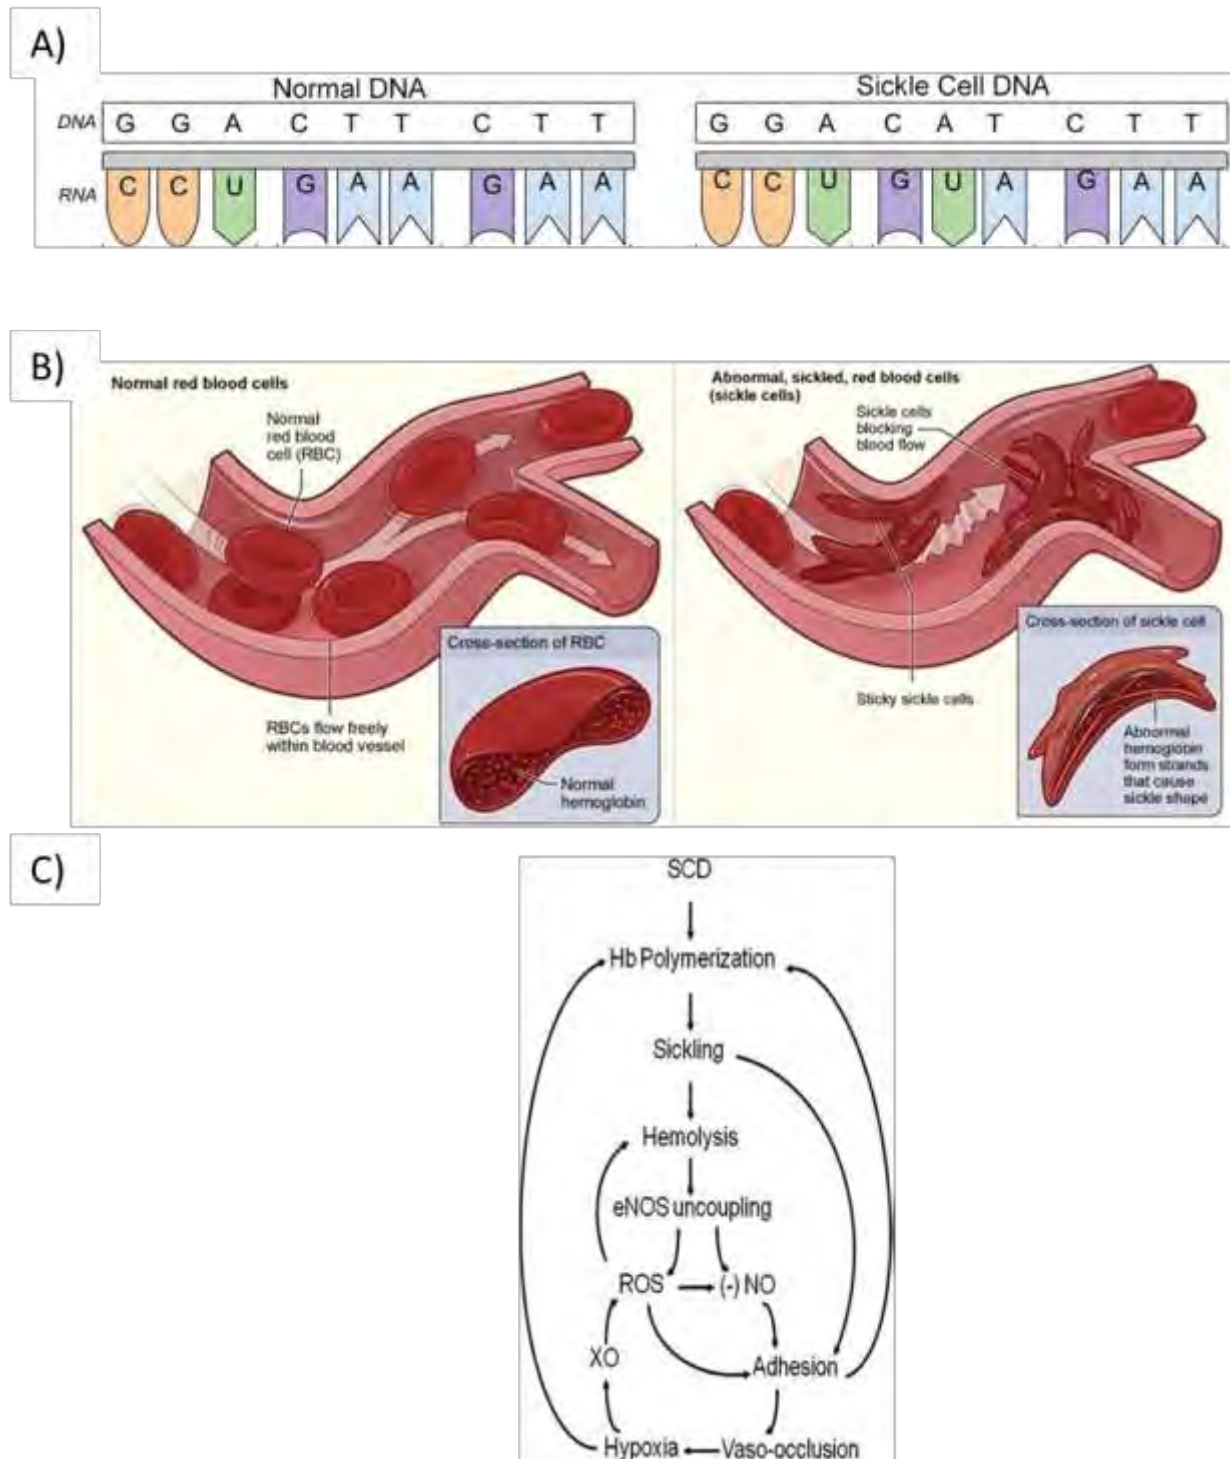 A)
Normal DNA
Sickle Cell DNA
DNA G G A C T T C T T
G G A C A T C T T
RNA C C U G A A G A A
C C U G U A G A A
B)
Normal red blood cells
Normal
red blood
cell (RBC)
Cross-section of RBC
RBCs flow freely
within blood vessel
Normal
hemoglobin
Abnormal, sickled, red blood cells
(sickle cells)
Sickle cells
blocking
blood flow
Cross-section of sickle cell
Sticky sickle cells
Abnormal
hemoglobin
form strands
that cause
sickle shape
C)
SCD
Hb Polymerization
Sickling
Hemolysis
eNOS uncoupling
ROS (-) NO
XO
Adhesion
Hypoxia Vaso-occlusion